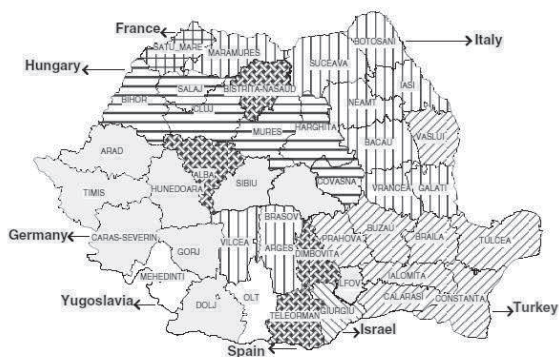 France
Italy
Hungary
SATU_MARE
MARAMURES
BOTOSANI
SUCEAVA
SALAJ
BISTRITA-NASAUD
IASI
BIHOR
CLUJ
NEAMT
MURES
HARGHITA
VASLUI
ARAD
BACAU
ALBA
TIMIS
HUNEDOARA
SIBIU
COVASNA
VRANCEA
GALATI
BRASOV
Germany
CARAS-SEVERIN
GORJ
VILCEA
ARGES
PRAHOVA
BUZAU
BRAILA
TULCEA
DIMBOVITA
MEHEDINTI
ILFOV
IALOMITA
Yugoslavia
DOLJ
OLT
TELEORMAN
GIURGIU
CALARASI
CONSTANTA
Turkey
Israel
Spain